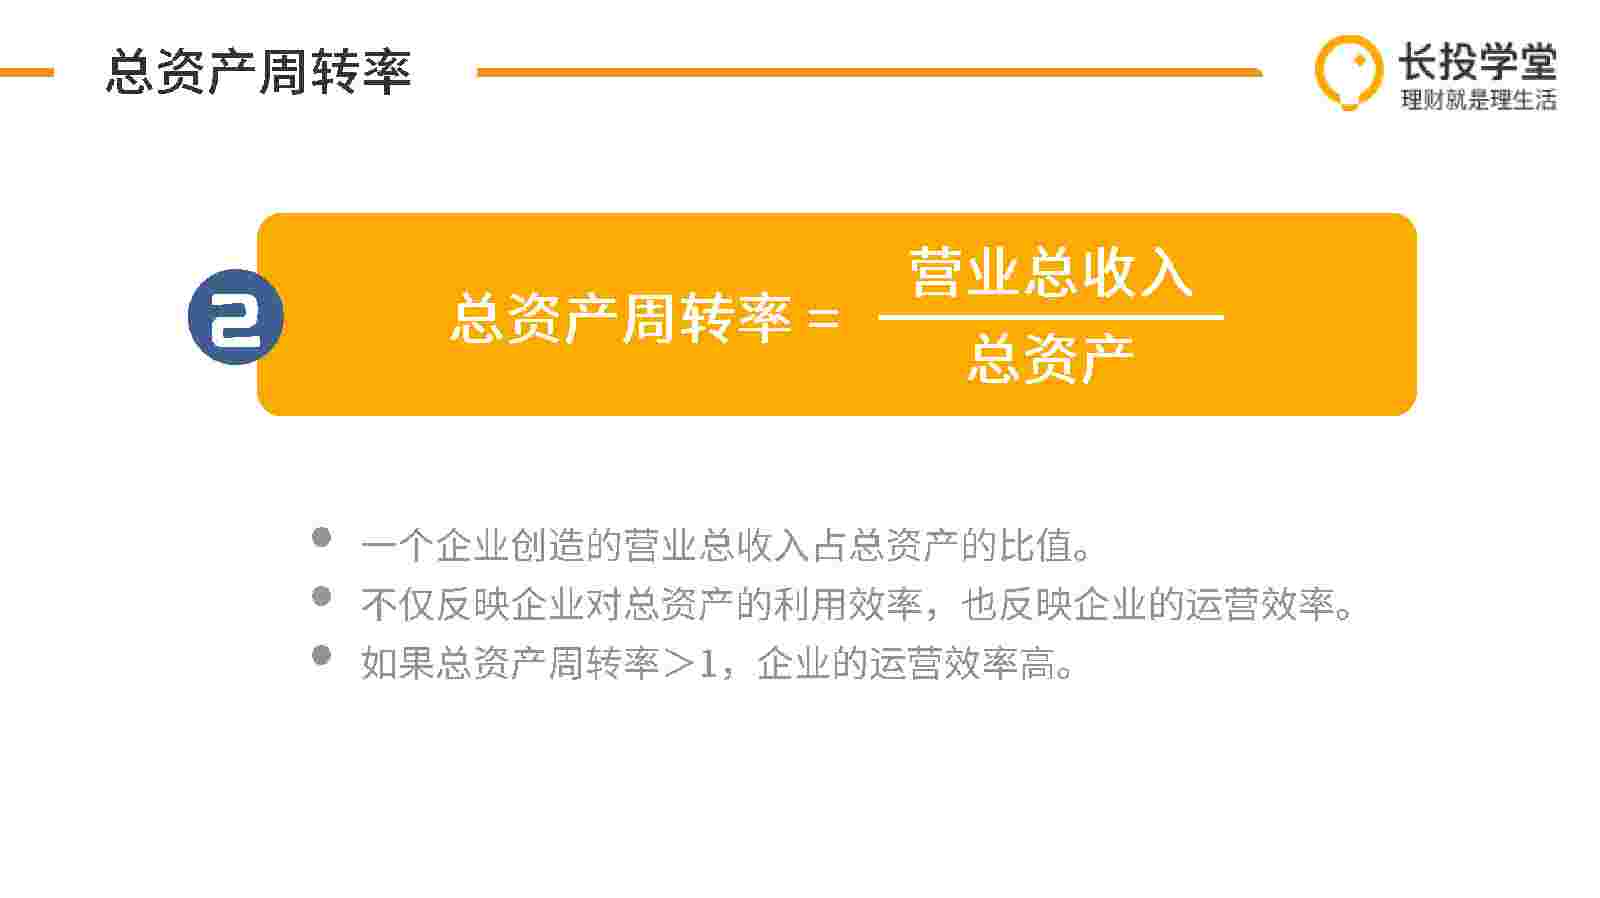 总资产周转率
长投学堂
理财就是理生活
2
营业总收入
总资产周转率 =
总资产
● 一个企业创造的营业总收入占总资产的比值。
● 不仅反映企业对总资产的利用效率，也反映企业的运营效率。
● 如果总资产周转率＞1，企业的运营效率高。